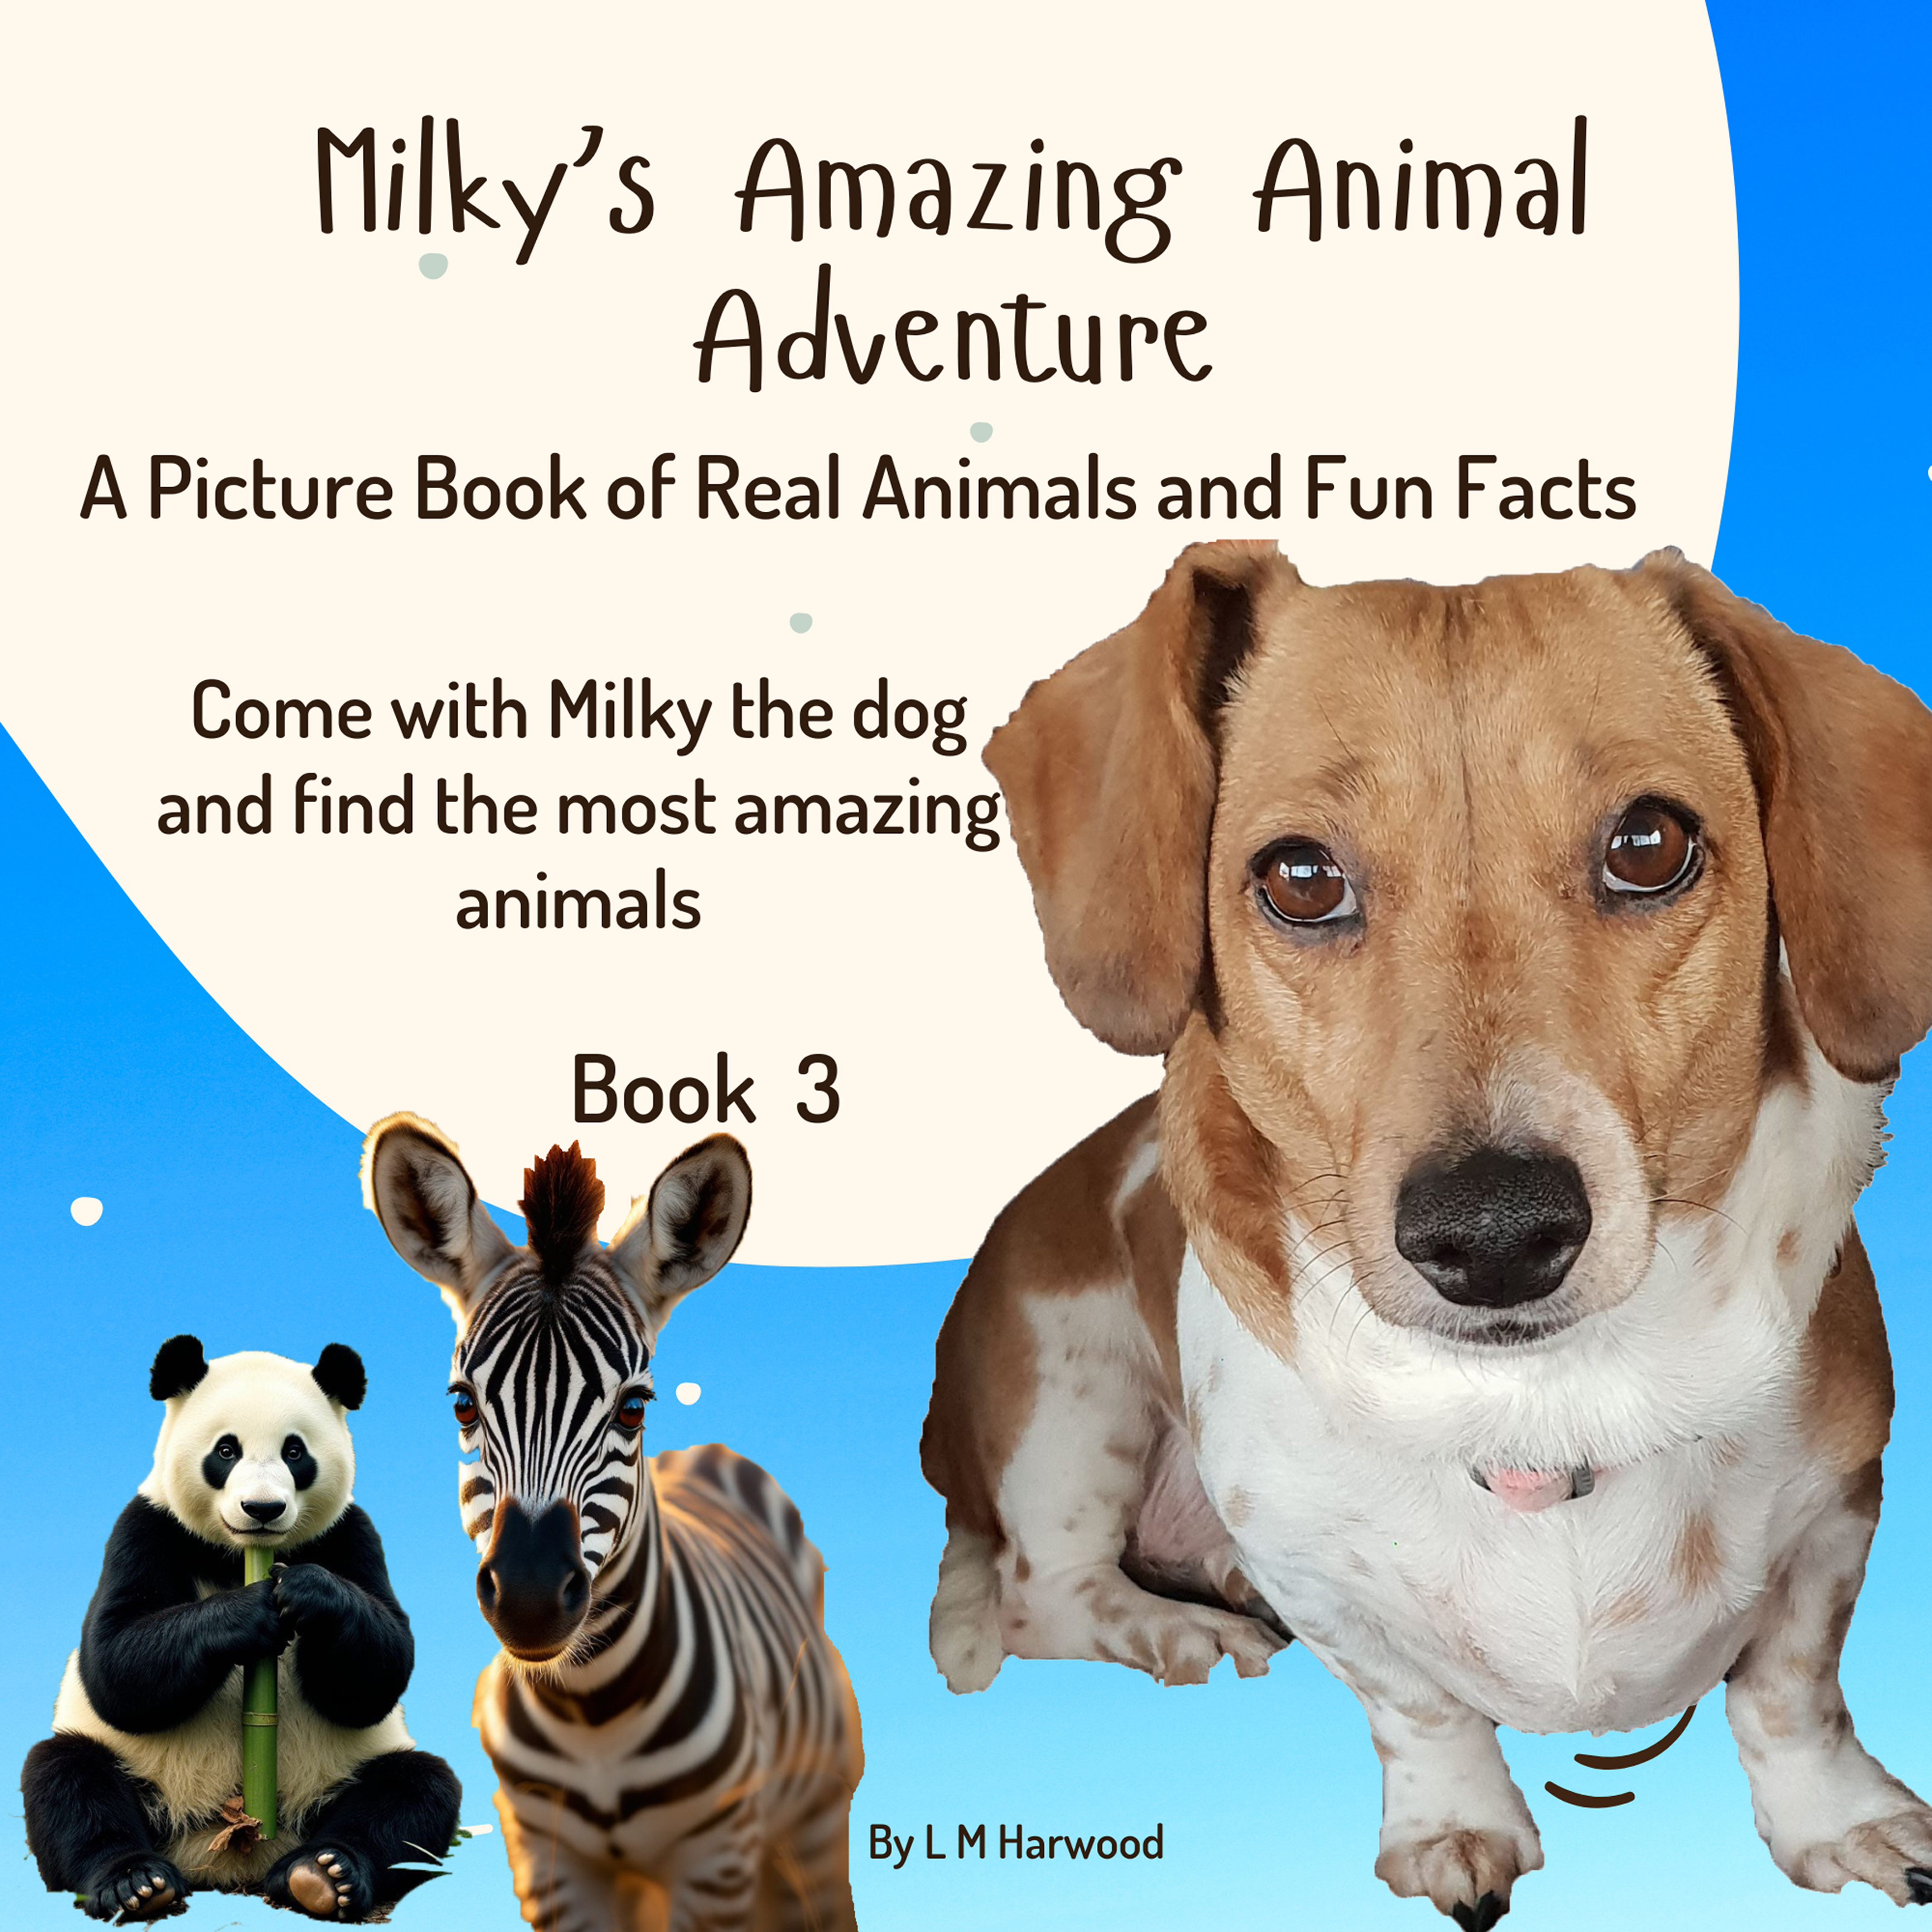 Milky's Amazing Animal
Adventure
A Picture Book of Real Animals and Fun Facts
Come with Milky the dog
and find the most amazing
animals
Book 3
By L M Harwood